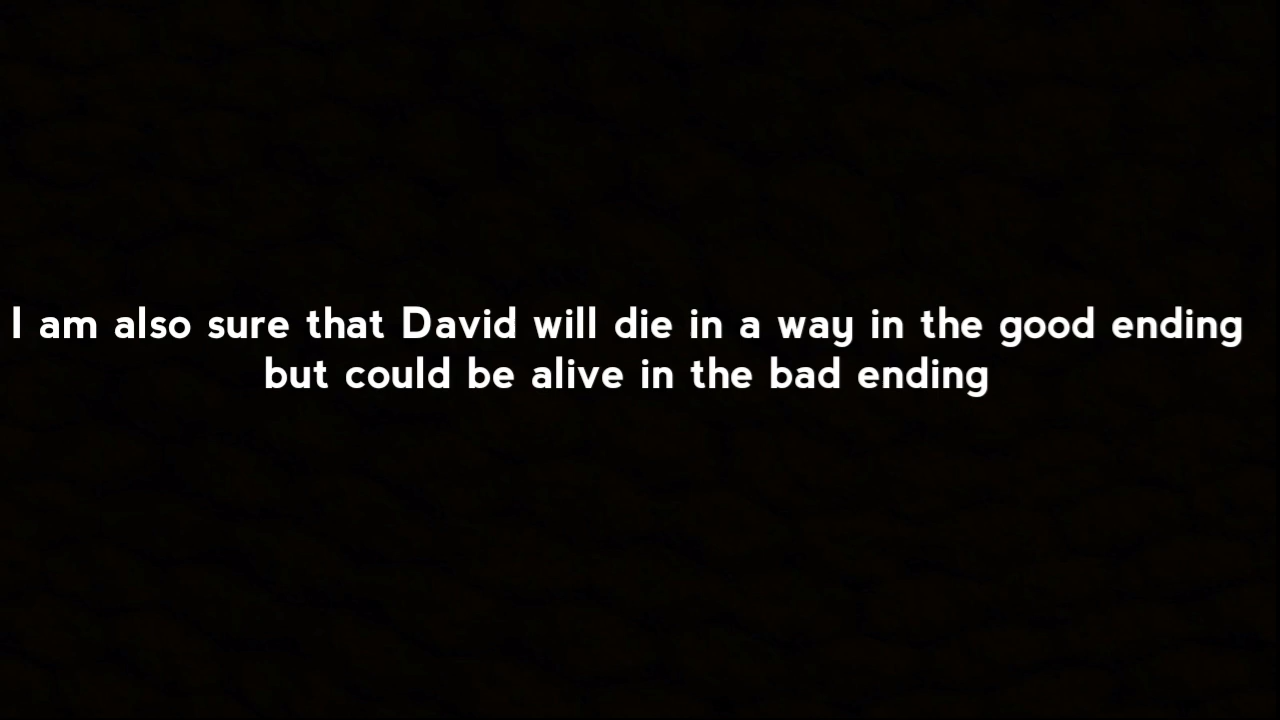 I am also sure that David will die in a way in the good ending
but could be alive in the bad ending